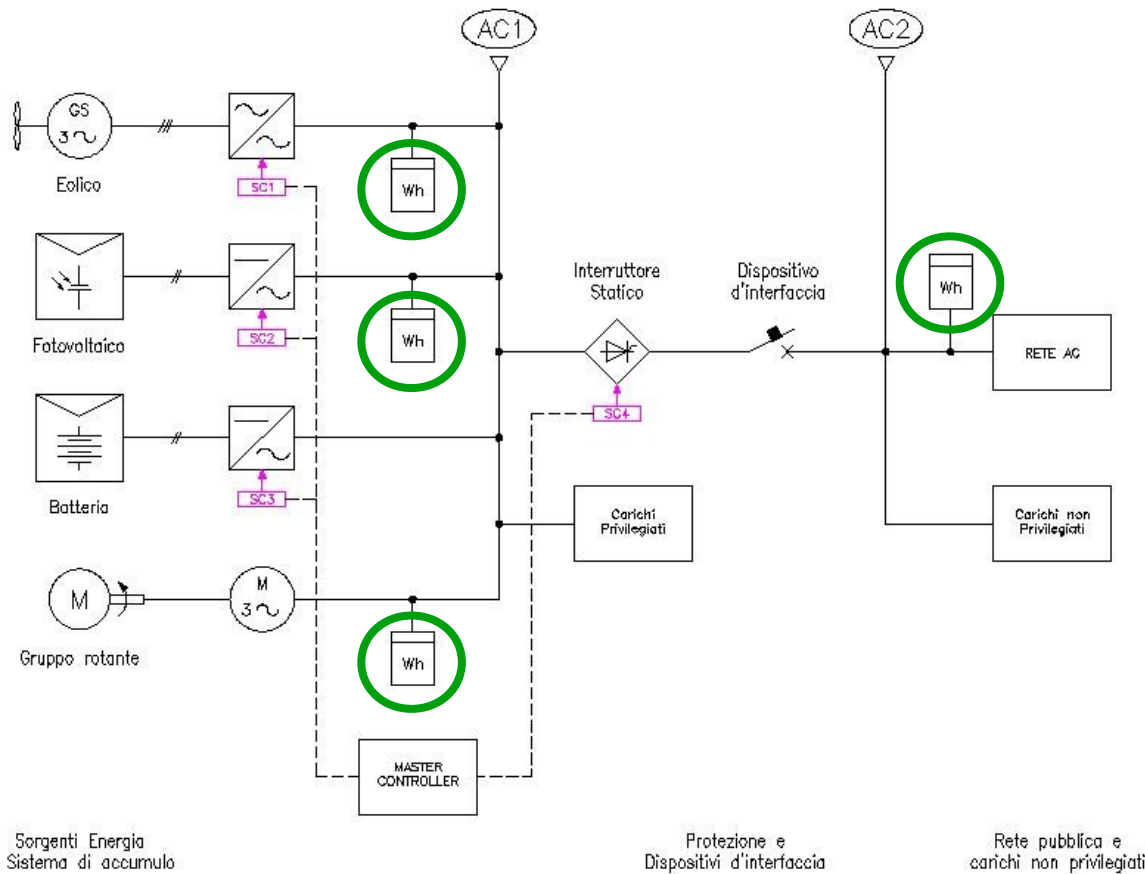 AC1
AC2
GS
3
Eolico
SC1
Wh
Fotovoltaico
SC2
Wh
Interruttore
Statico
Dispositivo
d'interfaccia
Wh
RETE AC
SC4
Batteria
SC3
Carichi
Privilegiati
Carichi non
Privilegiati
M
M
3
Gruppo rotante
Wh
MASTER
CONTROLLER
Sorgenti Energia
Sistema di accumulo
Protezione e
Dispositivi d'interfaccia
Rete pubblica e
carichi non privilegiati